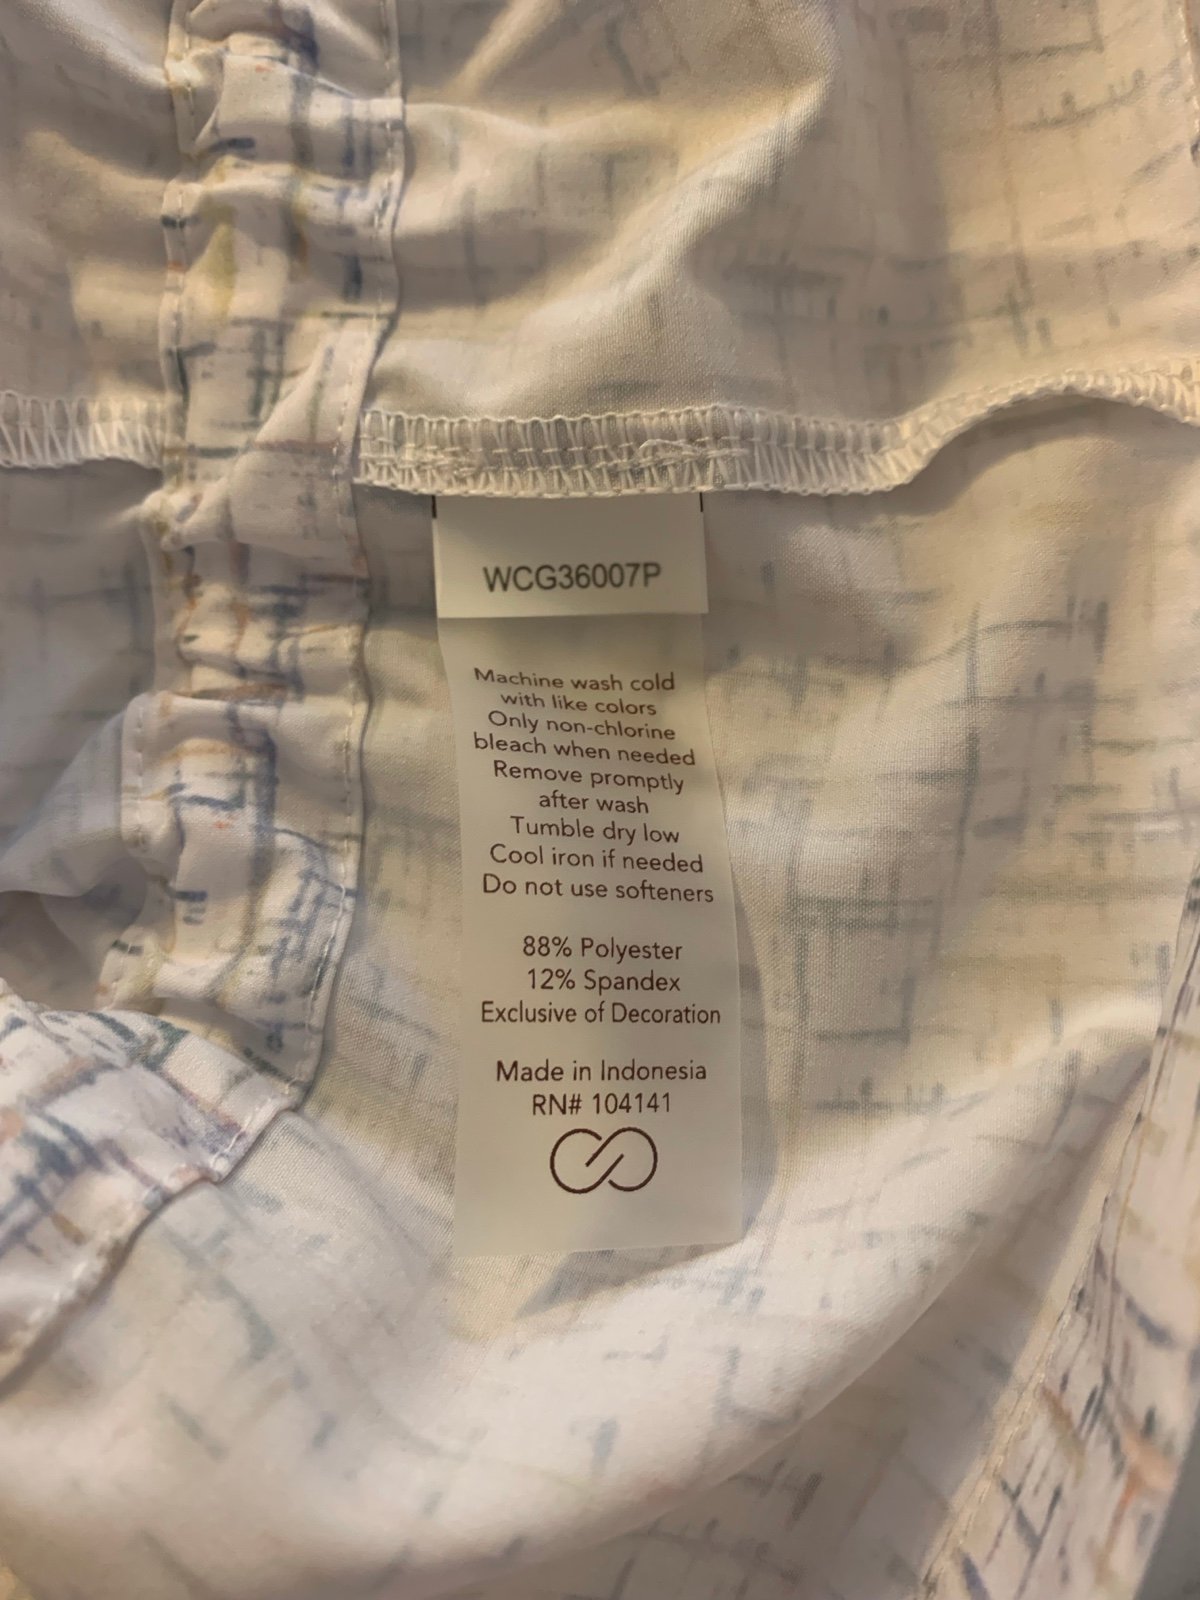 WCG36007P
Machine wash cold
with like colors
Only non-chlorine
bleach when needed
Remove promptly
after wash
Tumble dry low
Cool iron if needed
Do not use softeners
88% Polyester
12% Spandex
Exclusive of Decoration
Made in Indonesia
RN# 104141